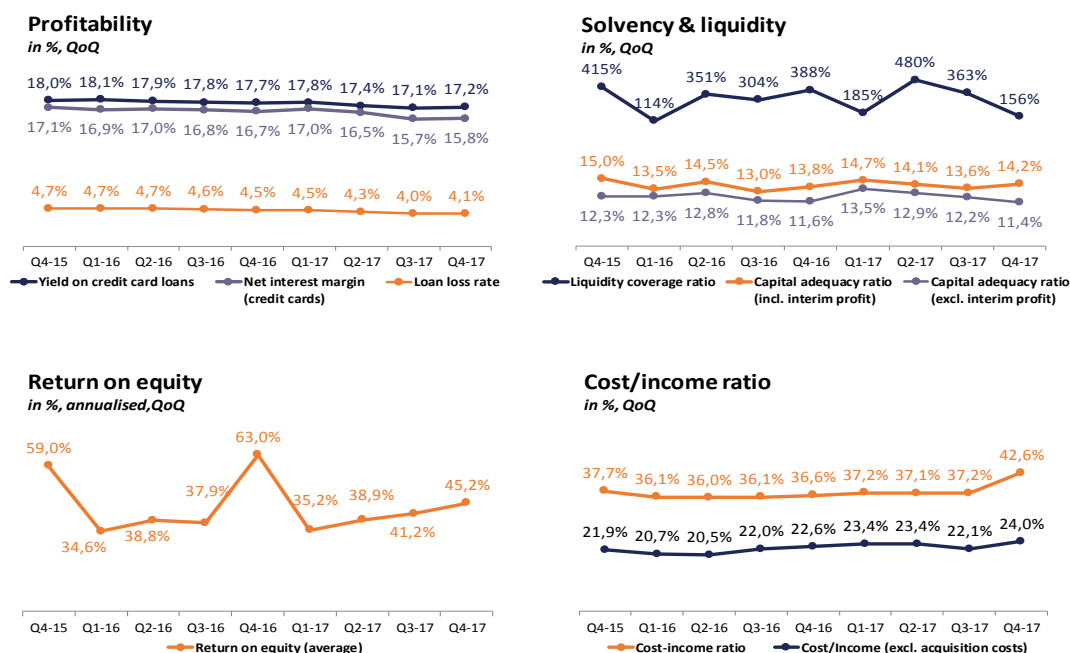 Profitability
in %, QoQ
18,0% 18,1% 17,9% 17,8% 17,7% 17,8% 17,4% 17,1% 17,2%
17,1% 16,9% 17,0% 16,8% 16,7% 17,0% 16,5% 15,7% 15,8%
4,7% 4,7% 4,7% 4,6% 4,5% 4,5% 4,3% 4,0% 4,1%
Q4-15 Q1-16 Q2-16 Q3-16 Q4-16 Q1-17 Q2-17 Q3-17 Q4-17
Yield on credit card loans Net interest margin (credit cards) Loan loss rate
Solvency & liquidity
in %, QoQ
415% 114% 351% 304% 388% 185% 480% 363% 156%
15,0% 13,5% 14,5% 13,0% 13,8% 14,7% 14,1% 13,6% 14,2%
12,3% 12,3% 12,8% 11,8% 11,6% 13,5% 12,9% 12,2% 11,4%
Q4-15 Q1-16 Q2-16 Q3-16 Q4-16 Q1-17 Q2-17 Q3-17 Q4-17
Liquidity coverage ratio Capital adequacy ratio (incl. interim profit) Capital adequacy ratio (excl. interim profit)
Return on equity
in %, annualised,QoQ
59,0% 34,6% 38,8% 37,9% 63,0% 35,2% 38,9% 41,2% 45,2%
Q4-15 Q1-16 Q2-16 Q3-16 Q4-16 Q1-17 Q2-17 Q3-17 Q4-17
Return on equity (average)
Cost/income ratio
in %, QoQ
37,7% 36,1% 36,0% 36,1% 36,6% 37,2% 37,1% 37,2% 42,6%
21,9% 20,7% 20,5% 22,0% 22,6% 23,4% 23,4% 22,1% 24,0%
Q4-15 Q1-16 Q2-16 Q3-16 Q4-16 Q1-17 Q2-17 Q3-17 Q4-17
Cost-income ratio Cost/Income (excl. acquisition costs)